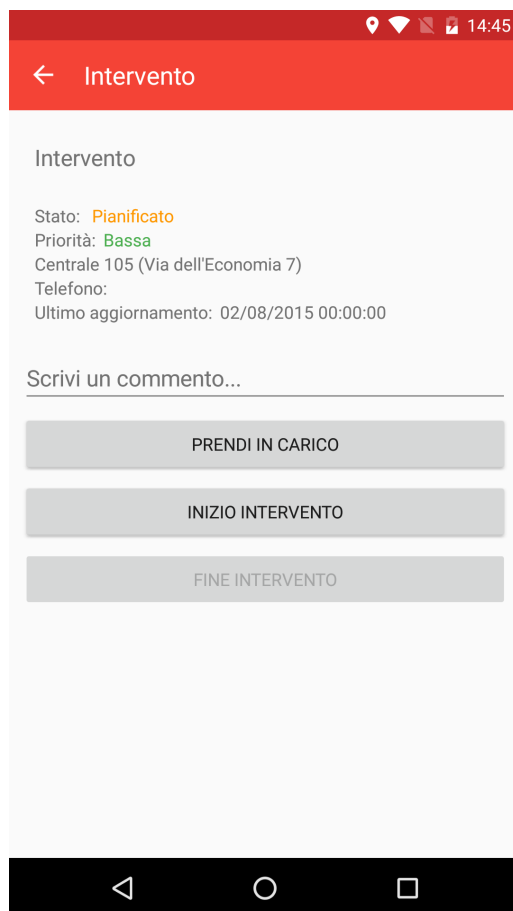 14:45
Intervento
Intervento
Stato: Pianificato
Priorità: Bassa
Centrale 105 (Via dell'Economia 7)
Telefono:
Ultimo aggiornamento: 02/08/2015 00:00:00
Scrivi un commento...
PRENDI IN CARICO
INIZIO INTERVENTO
FINE INTERVENTO